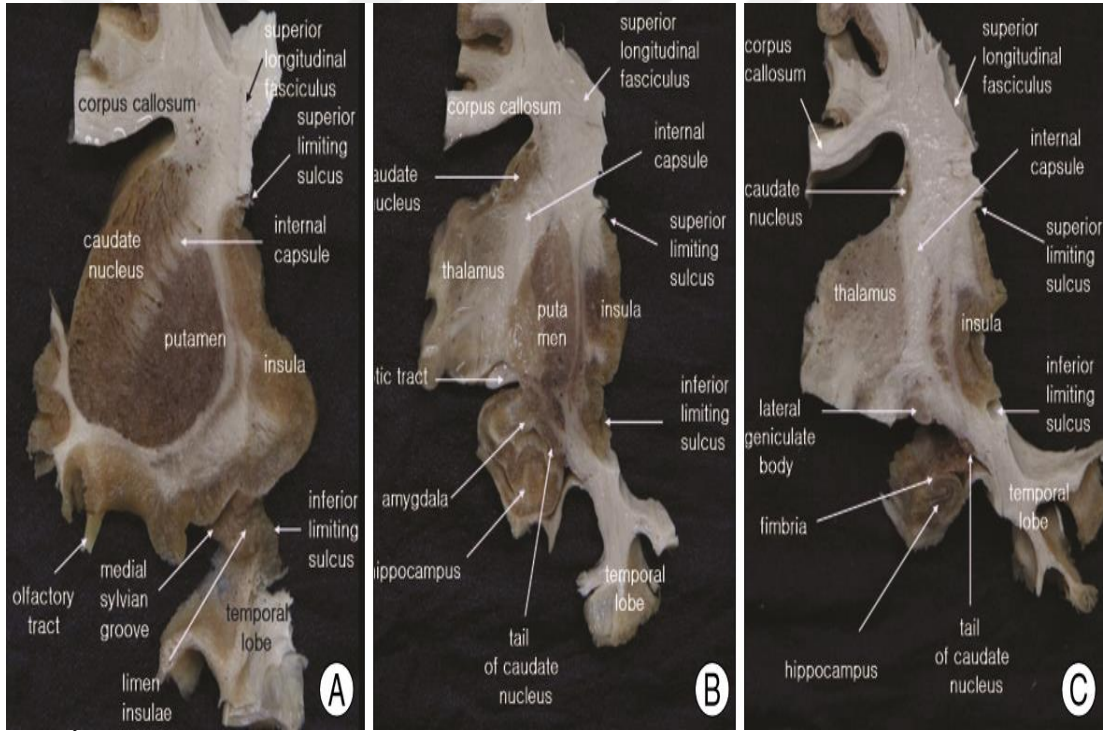 superior
longitudinal
fasciculus
corpus callosum
superior
limiting
sulcus
internal
capsule
caudate
nucleus
putamen
insula
inferior
limiting
sulcus
olfactory
tract
medial
sylvian
groove
temporal
lobe
limen
insulae
A
superior
longitudinal
fasciculus
corpus callosum
internal
capsule
audate
nucleus
superior
limiting
sulcus
thalamus
puta
men
insula
tic tract
inferior
limiting
sulcus
amygdala
hippocampus
temporal
lobe
tail
of caudate
nucleus
B
corpus
callosum
superior
longitudinal
fasciculus
internal
capsule
caudate
nucleus
superior
limiting
sulcus
thalamus
insula
inferior
limiting
sulcus
lateral
geniculate
body
temporal
lobe
fimbria
tail
of caudate
nucleus
hippocampus
C